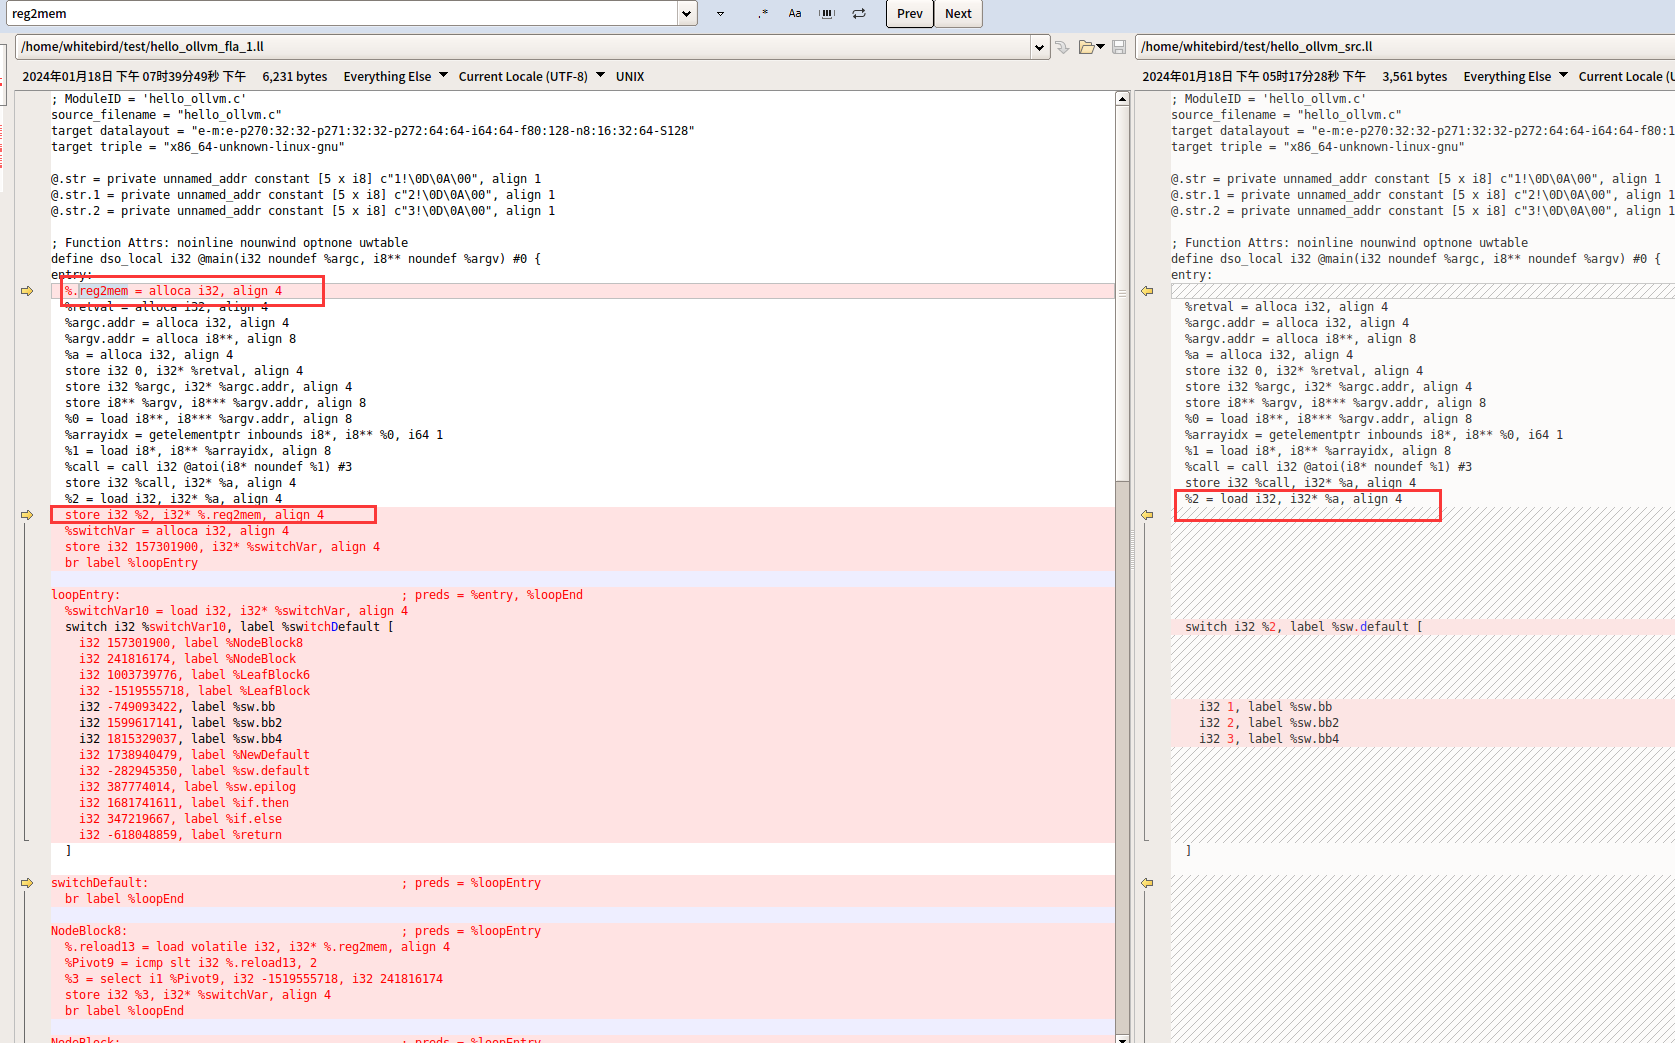 reg2mem
.*
Aa
Prev
Next
/home/whitebird/test/hello_ollvm_fla_1.ll
2024年01月18日 下午 07时39分49秒 下午 6,231 bytes Everything Else Current Locale (UTF-8) UNIX
; ModuleID = 'hello_ollvm.c'
source_filename = "hello_ollvm.c"
target datalayout = "e-m:e-p270:32:32-p271:32:32-p272:64:64-i64:64-f80:128-n8:16:32:64-S128"
target triple = "x86_64-unknown-linux-gnu"
@.str = private unnamed_addr constant [5 x i8] c"1!\0D\0A\00", align 1
@.str.1 = private unnamed_addr constant [5 x i8] c"2!\0D\0A\00", align 1
@.str.2 = private unnamed_addr constant [5 x i8] c"3!\0D\0A\00", align 1
; Function Attrs: noinline nounwind optnone uwtable
define dso_local i32 @main(i32 noundef %argc, i8** noundef %argv) #0 {
entry:
%.reg2mem = alloca i32, align 4
%retval = alloca i32, align 4
%argc.addr = alloca i32, align 4
%argv.addr = alloca i8**, align 8
%a = alloca i32, align 4
store i32 0, i32* %retval, align 4
store i32 %argc, i32* %argc.addr, align 4
store i8** %argv, i8*** %argv.addr, align 8
%0 = load i8**, i8*** %argv.addr, align 8
%arrayidx = getelementptr inbounds i8*, i8** %0, i64 1
%1 = load i8*, i8** %arrayidx, align 8
%call = call i32 @atoi(i8* noundef %1) #3
store i32 %call, i32* %a, align 4
%2 = load i32, i32* %a, align 4
store i32 %2, i32* %.reg2mem, align 4
%switchVar = alloca i32, align 4
store i32 157301900, i32* %switchVar, align 4
br label %loopEntry
loopEntry: ; preds = %entry, %loopEnd
%switchVar10 = load i32, i32* %switchVar, align 4
switch i32 %switchVar10, label %switchDefault [
i32 157301900, label %NodeBlock8
i32 241816174, label %NodeBlock
i32 1003739776, label %LeafBlock6
i32 -1519555718, label %LeafBlock
i32 -749093422, label %sw.bb
i32 1599617141, label %sw.bb2
i32 1815329037, label %sw.bb4
i32 1738940479, label %NewDefault
i32 -282945350, label %sw.default
i32 387774014, label %sw.epilog
i32 1681741611, label %if.then
i32 347219667, label %if.else
i32 -618048859, label %return
]
switchDefault: ; preds = %loopEntry
br label %loopEnd
NodeBlock8: ; preds = %loopEntry
%.reload13 = load volatile i32, i32* %.reg2mem, align 4
%Pivot9 = icmp slt i32 %.reload13, 2
%3 = select i1 %Pivot9, i32 -1519555718, i32 241816174
store i32 %3, i32* %switchVar, align 4
br label %loopEnd
NodeBlock: ; preds = %loopEntry
/home/whitebird/test/hello_ollvm_src.ll
2024年01月18日 下午 05时17分28秒 下午 3,561 bytes Everything Else Current Locale (U
; ModuleID = 'hello_ollvm.c'
source_filename = "hello_ollvm.c"
target datalayout = "e-m:e-p270:32:32-p271:32:32-p272:64:64-i64:64-f80:1
target triple = "x86_64-unknown-linux-gnu"
@.str = private unnamed_addr constant [5 x i8] c"1!\0D\0A\00", align 1
@.str.1 = private unnamed_addr constant [5 x i8] c"2!\0D\0A\00", align 1
@.str.2 = private unnamed_addr constant [5 x i8] c"3!\0D\0A\00", align 1
; Function Attrs: noinline nounwind optnone uwtable
define dso_local i32 @main(i32 noundef %argc, i8** noundef %argv) #0 {
entry:
%retval = alloca i32, align 4
%argc.addr = alloca i32, align 4
%argv.addr = alloca i8**, align 8
%a = alloca i32, align 4
store i32 0, i32* %retval, align 4
store i32 %argc, i32* %argc.addr, align 4
store i8** %argv, i8*** %argv.addr, align 8
%0 = load i8**, i8*** %argv.addr, align 8
%arrayidx = getelementptr inbounds i8*, i8** %0, i64 1
%1 = load i8*, i8** %arrayidx, align 8
%call = call i32 @atoi(i8* noundef %1) #3
store i32 %call, i32* %a, align 4
%2 = load i32, i32* %a, align 4
switch i32 %2, label %sw.default [
i32 1, label %sw.bb
i32 2, label %sw.bb2
i32 3, label %sw.bb4
]